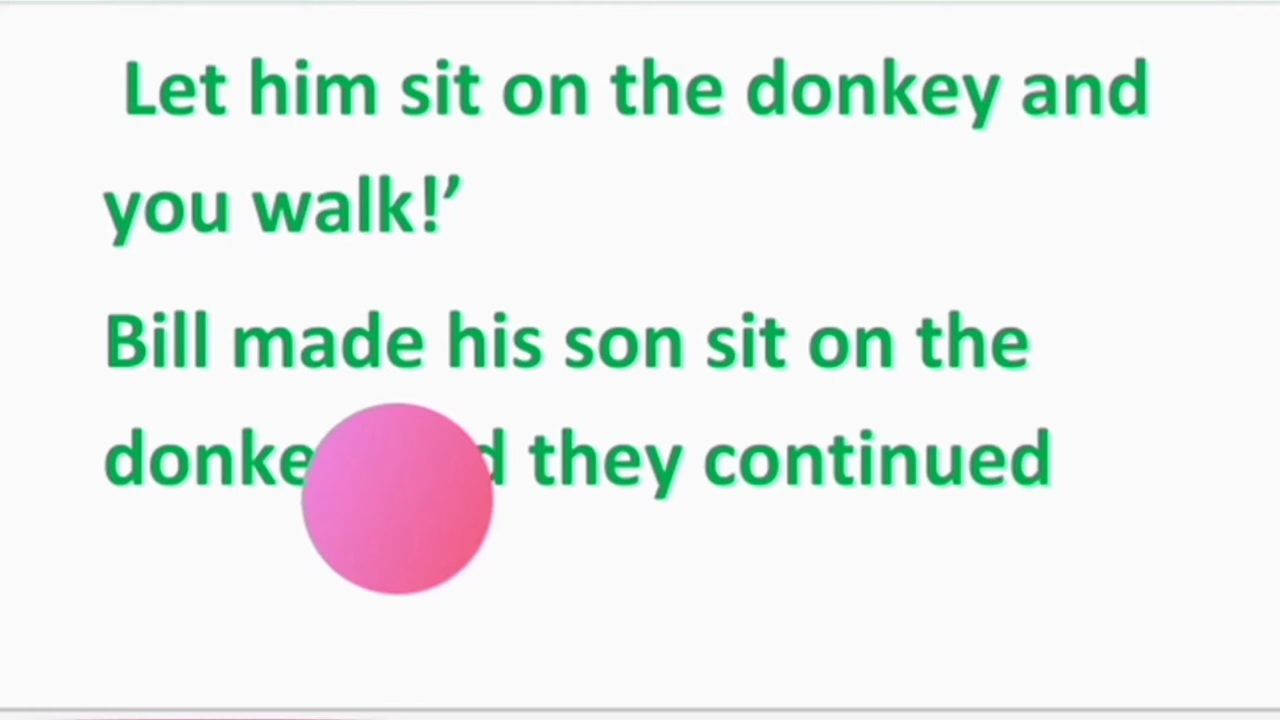 Let him sit on the donkey and
you walk!’
Bill made his son sit on the
they continued